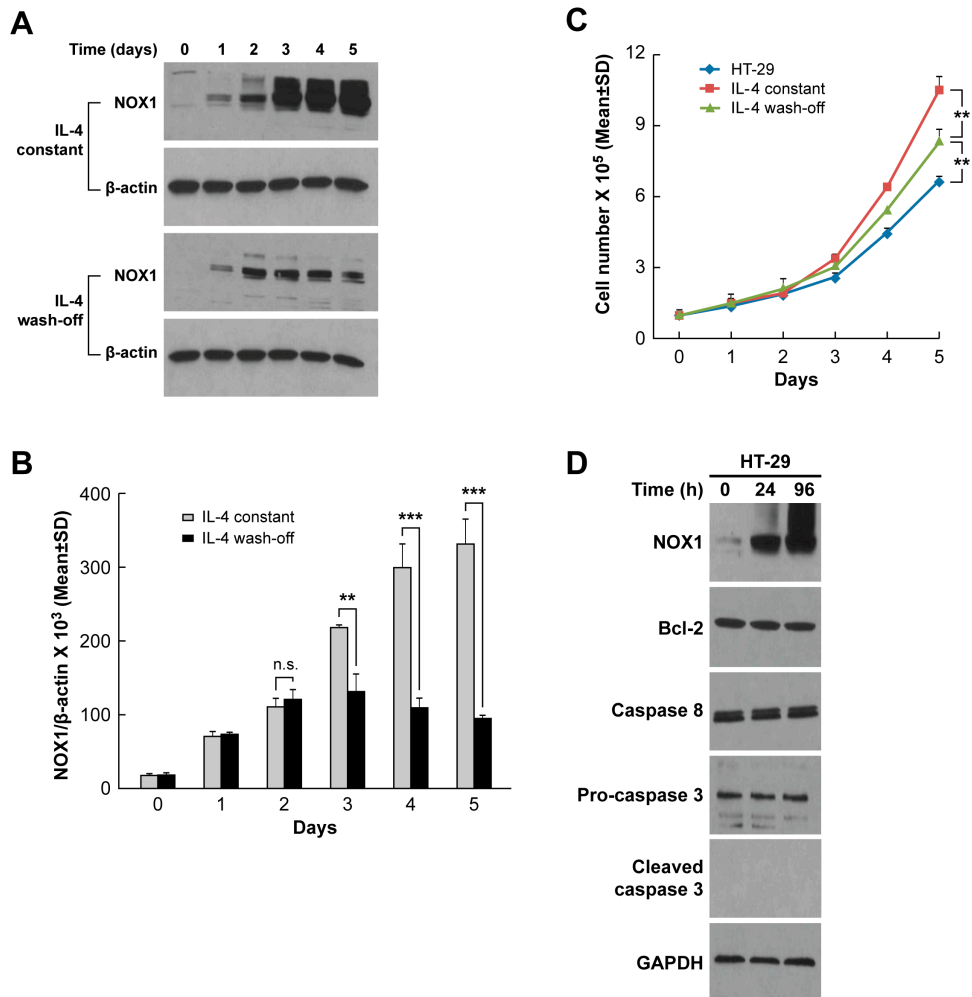 A
Time (days) 0 1 2 3 4 5
NOX1
IL-4
constant
β-actin
NOX1
IL-4
wash-off
β-actin
B
NOX1/β-actin X 10³ (Mean±SD)
400
300
200
100
0
IL-4 constant
IL-4 wash-off
n.s.
**
***
***
0 1 2 3 4 5
Days
C
Cell number X 10⁵ (Mean±SD)
12
9
6
3
0
HT-29
IL-4 constant
IL-4 wash-off
**
**
0 1 2 3 4 5
Days
D
HT-29
Time (h) 0 24 96
NOX1
Bcl-2
Caspase 8
Pro-caspase 3
Cleaved
caspase 3
GAPDH